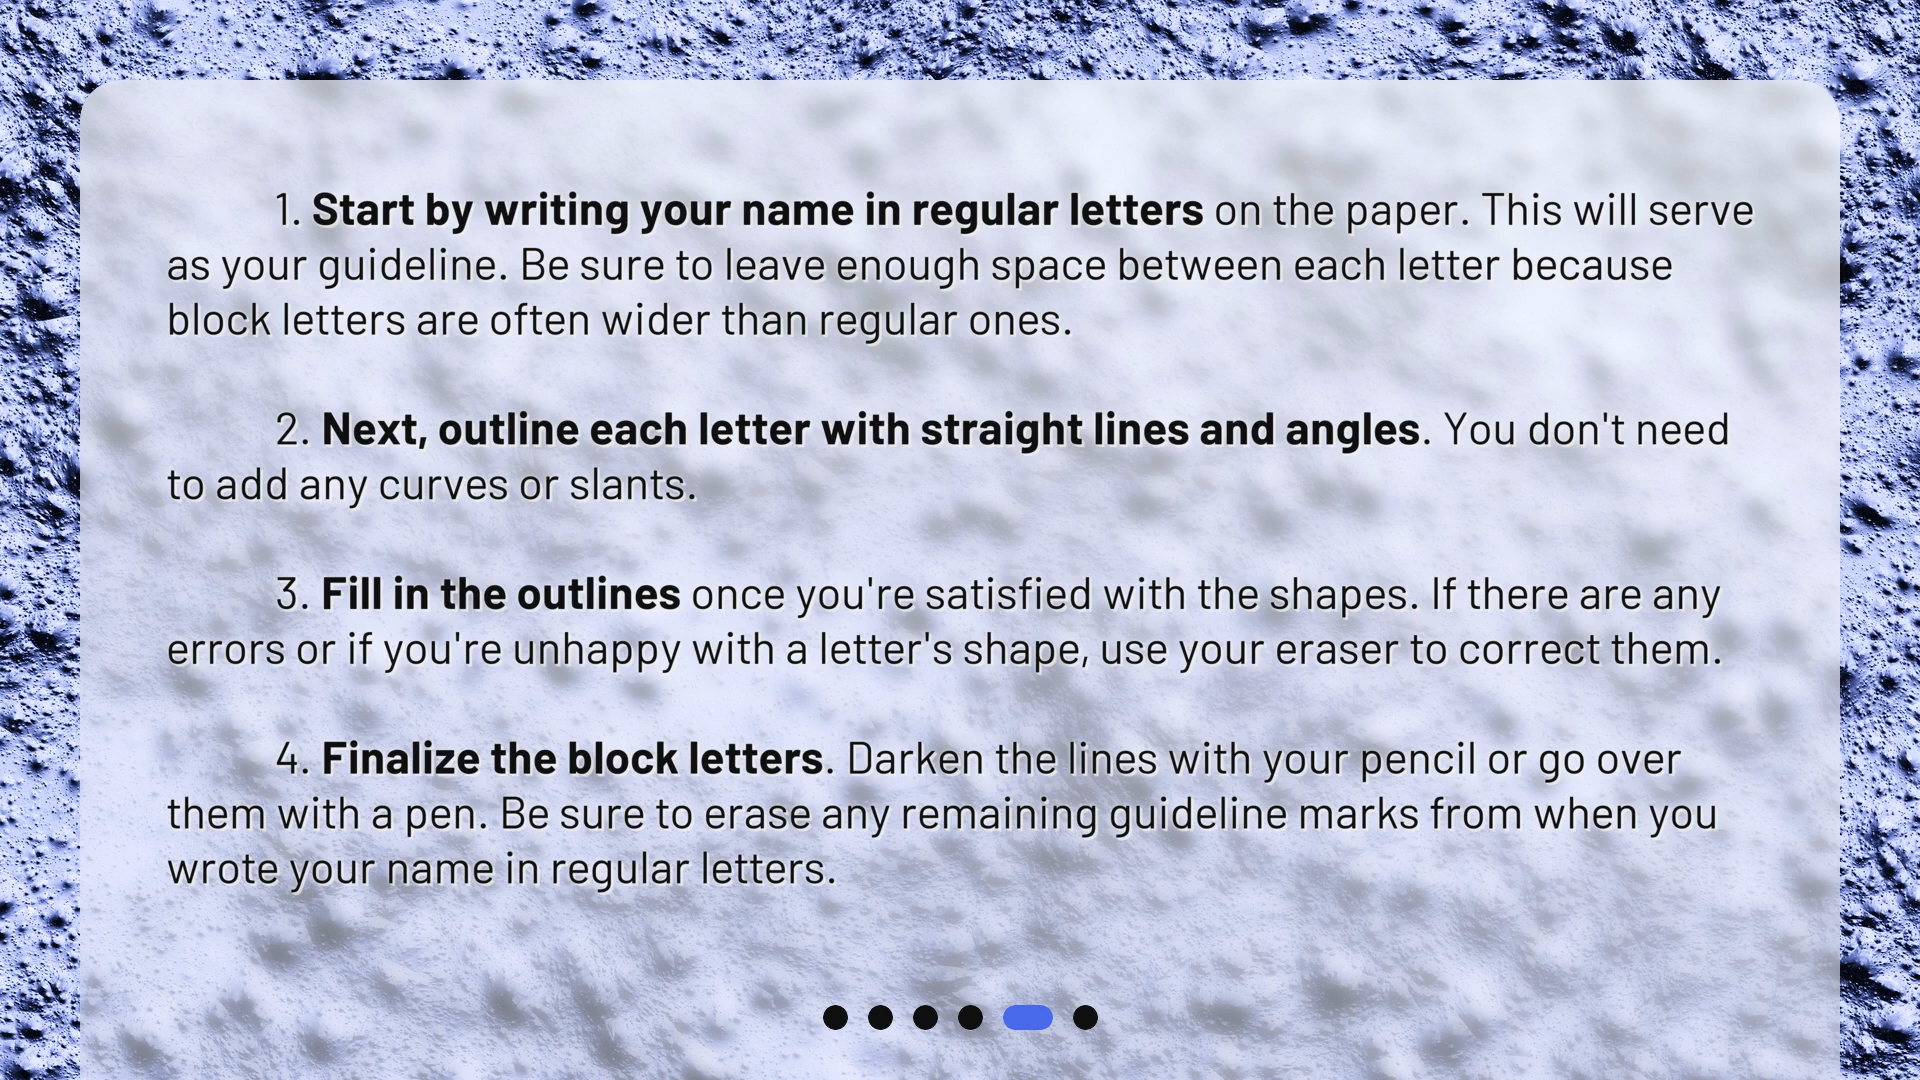 1. Start by writing your name in regular letters on the paper. This will serve
as your guideline. Be sure to leave enough space between each letter because
block letters are often wider than regular ones.
2. Next, outline each letter with straight lines and angles. You don't need
to add any curves or slants.
3. Fill in the outlines once you're satisfied with the shapes. If there are any
errors or if you're unhappy with a letter's shape, use your eraser to correct them.
4. Finalize the block letters. Darken the lines with your pencil or go over
them with a pen. Be sure to erase any remaining guideline marks from when you
wrote your name in regular letters.